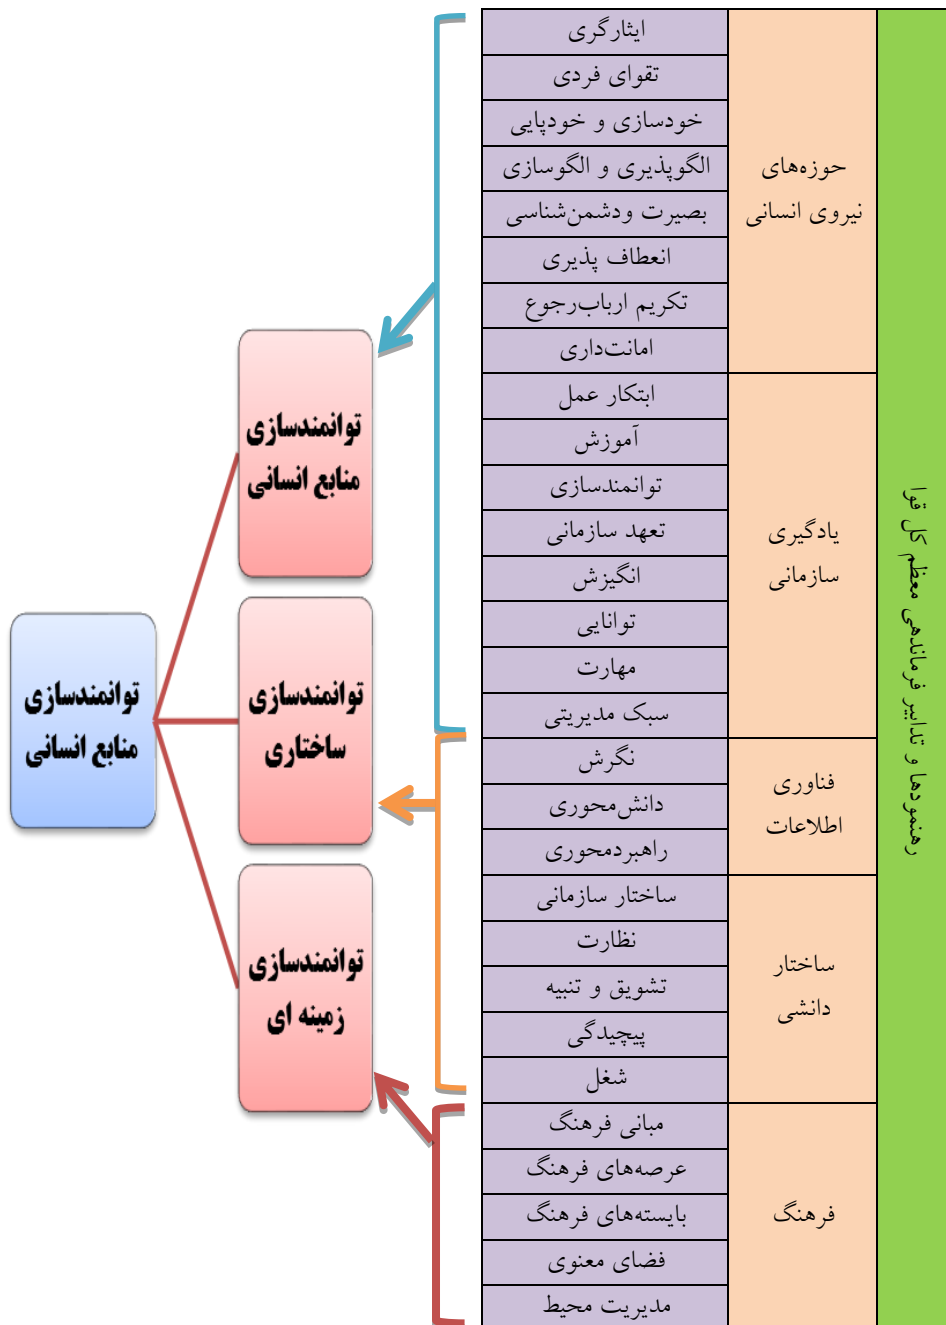 رهنمودها و تدابیر فرماندهی معظم کل قوا
حوزه‌های
نیروی انسانی
ایثارگری
تقوای فردی
خودسازی و خودپایی
الگوپذیری و الگوسازی
بصیرت ودشمن‌شناسی
انعطاف پذیری
تکریم ارباب‌رجوع
امانت‌داری
یادگیری
سازمانی
ابتکار عمل
آموزش
توانمندسازی
تعهد سازمانی
انگیزش
توانایی
مهارت
سبک مدیریتی
فناوری
اطلاعات
نگرش
دانش‌محوری
راهبردمحوری
ساختار
دانشی
ساختار سازمانی
نظارت
تشویق و تنبیه
پیچیدگی
شغل
فرهنگ
مبانی فرهنگ
عرصه‌های فرهنگ
بایسته‌های فرهنگ
فضای معنوی
مدیریت محیط
توانمندسازی
منابع انسانی
توانمندسازی
ساختاری
توانمندسازی
زمینه ای
توانمندسازی
منابع انسانی